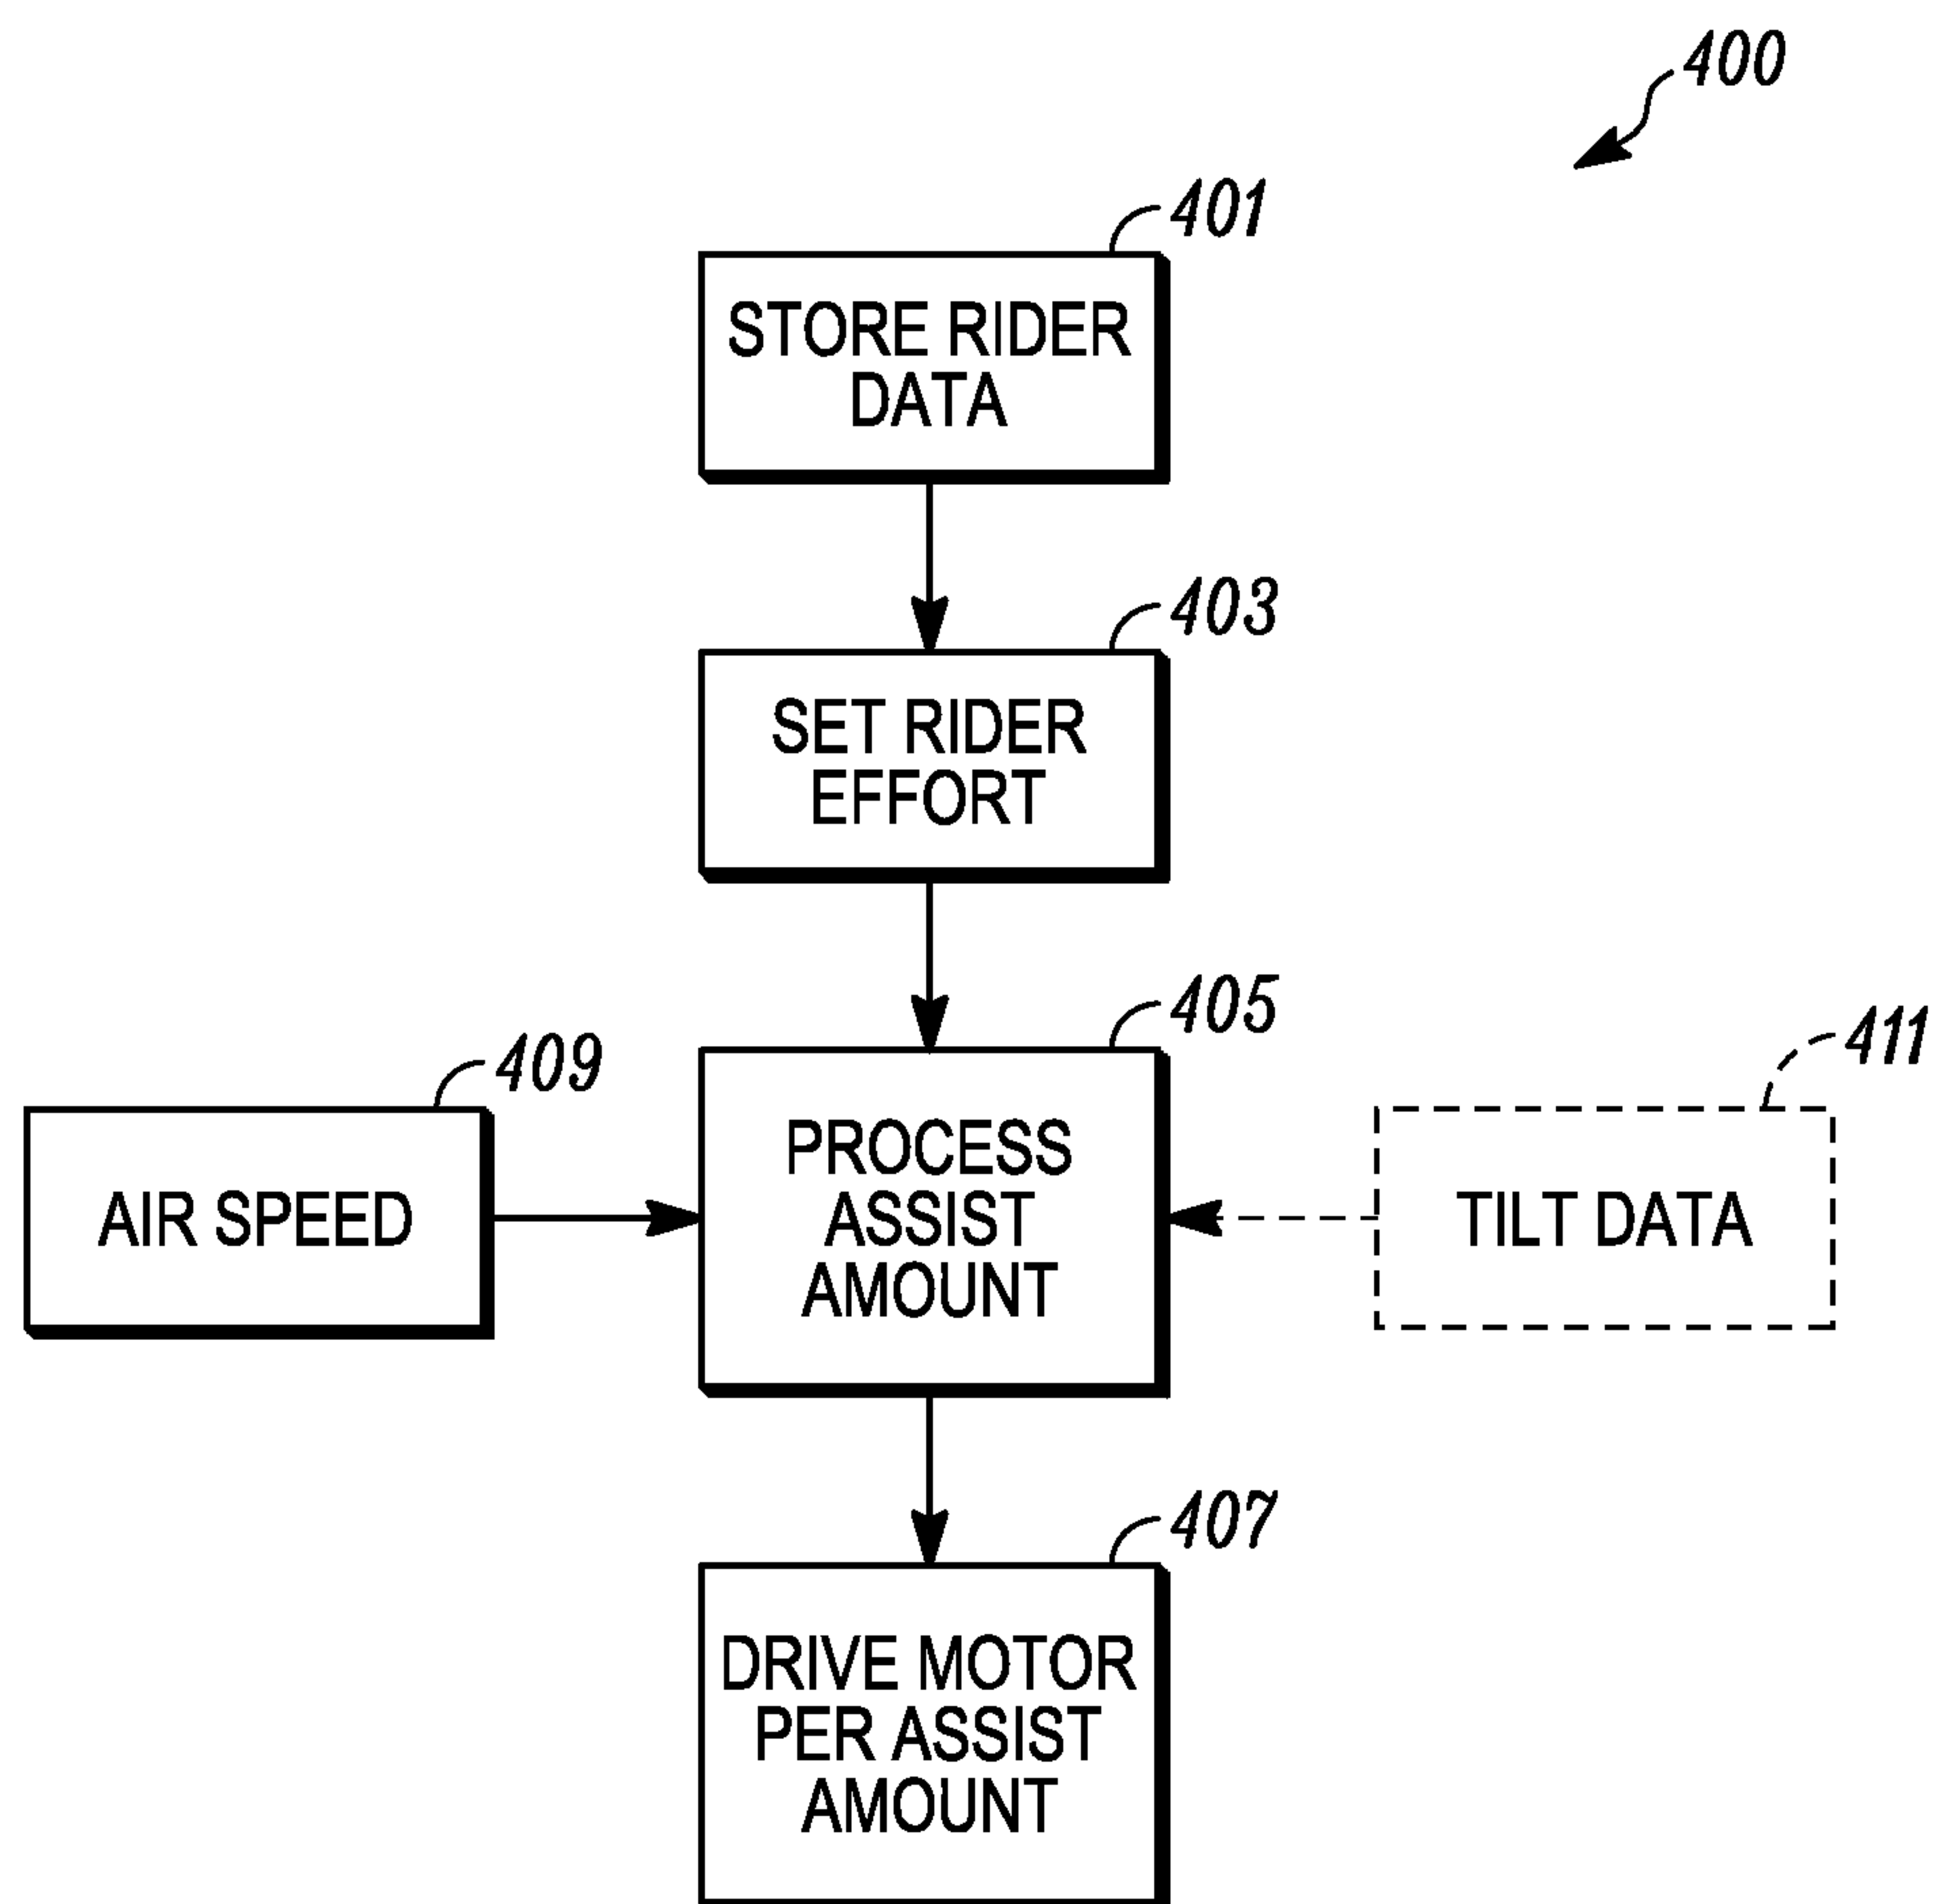 400
401
STORE RIDER
DATA
403
SET RIDER
EFFORT
405
PROCESS
ASSIST
AMOUNT
409
AIR SPEED
411
TILT DATA
407
DRIVE MOTOR
PER ASSIST
AMOUNT